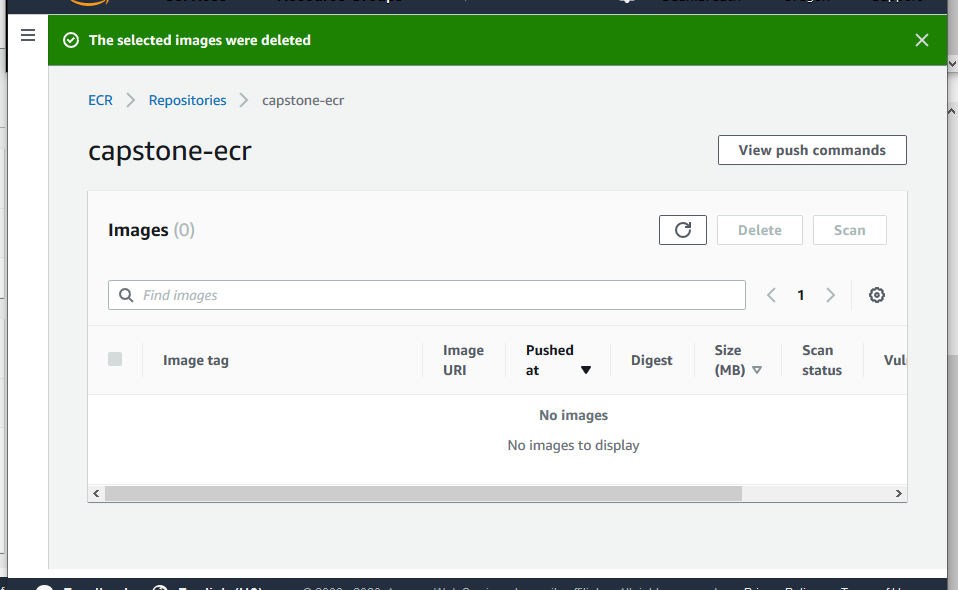 The selected images were deleted
ECR Repositories capstone-ecr
capstone-ecr
View push commands
Images (0)
Delete Scan
Find images
1
Image tag Image URI Pushed at Digest Size (MB) Scan status Vul
No images
No images to display